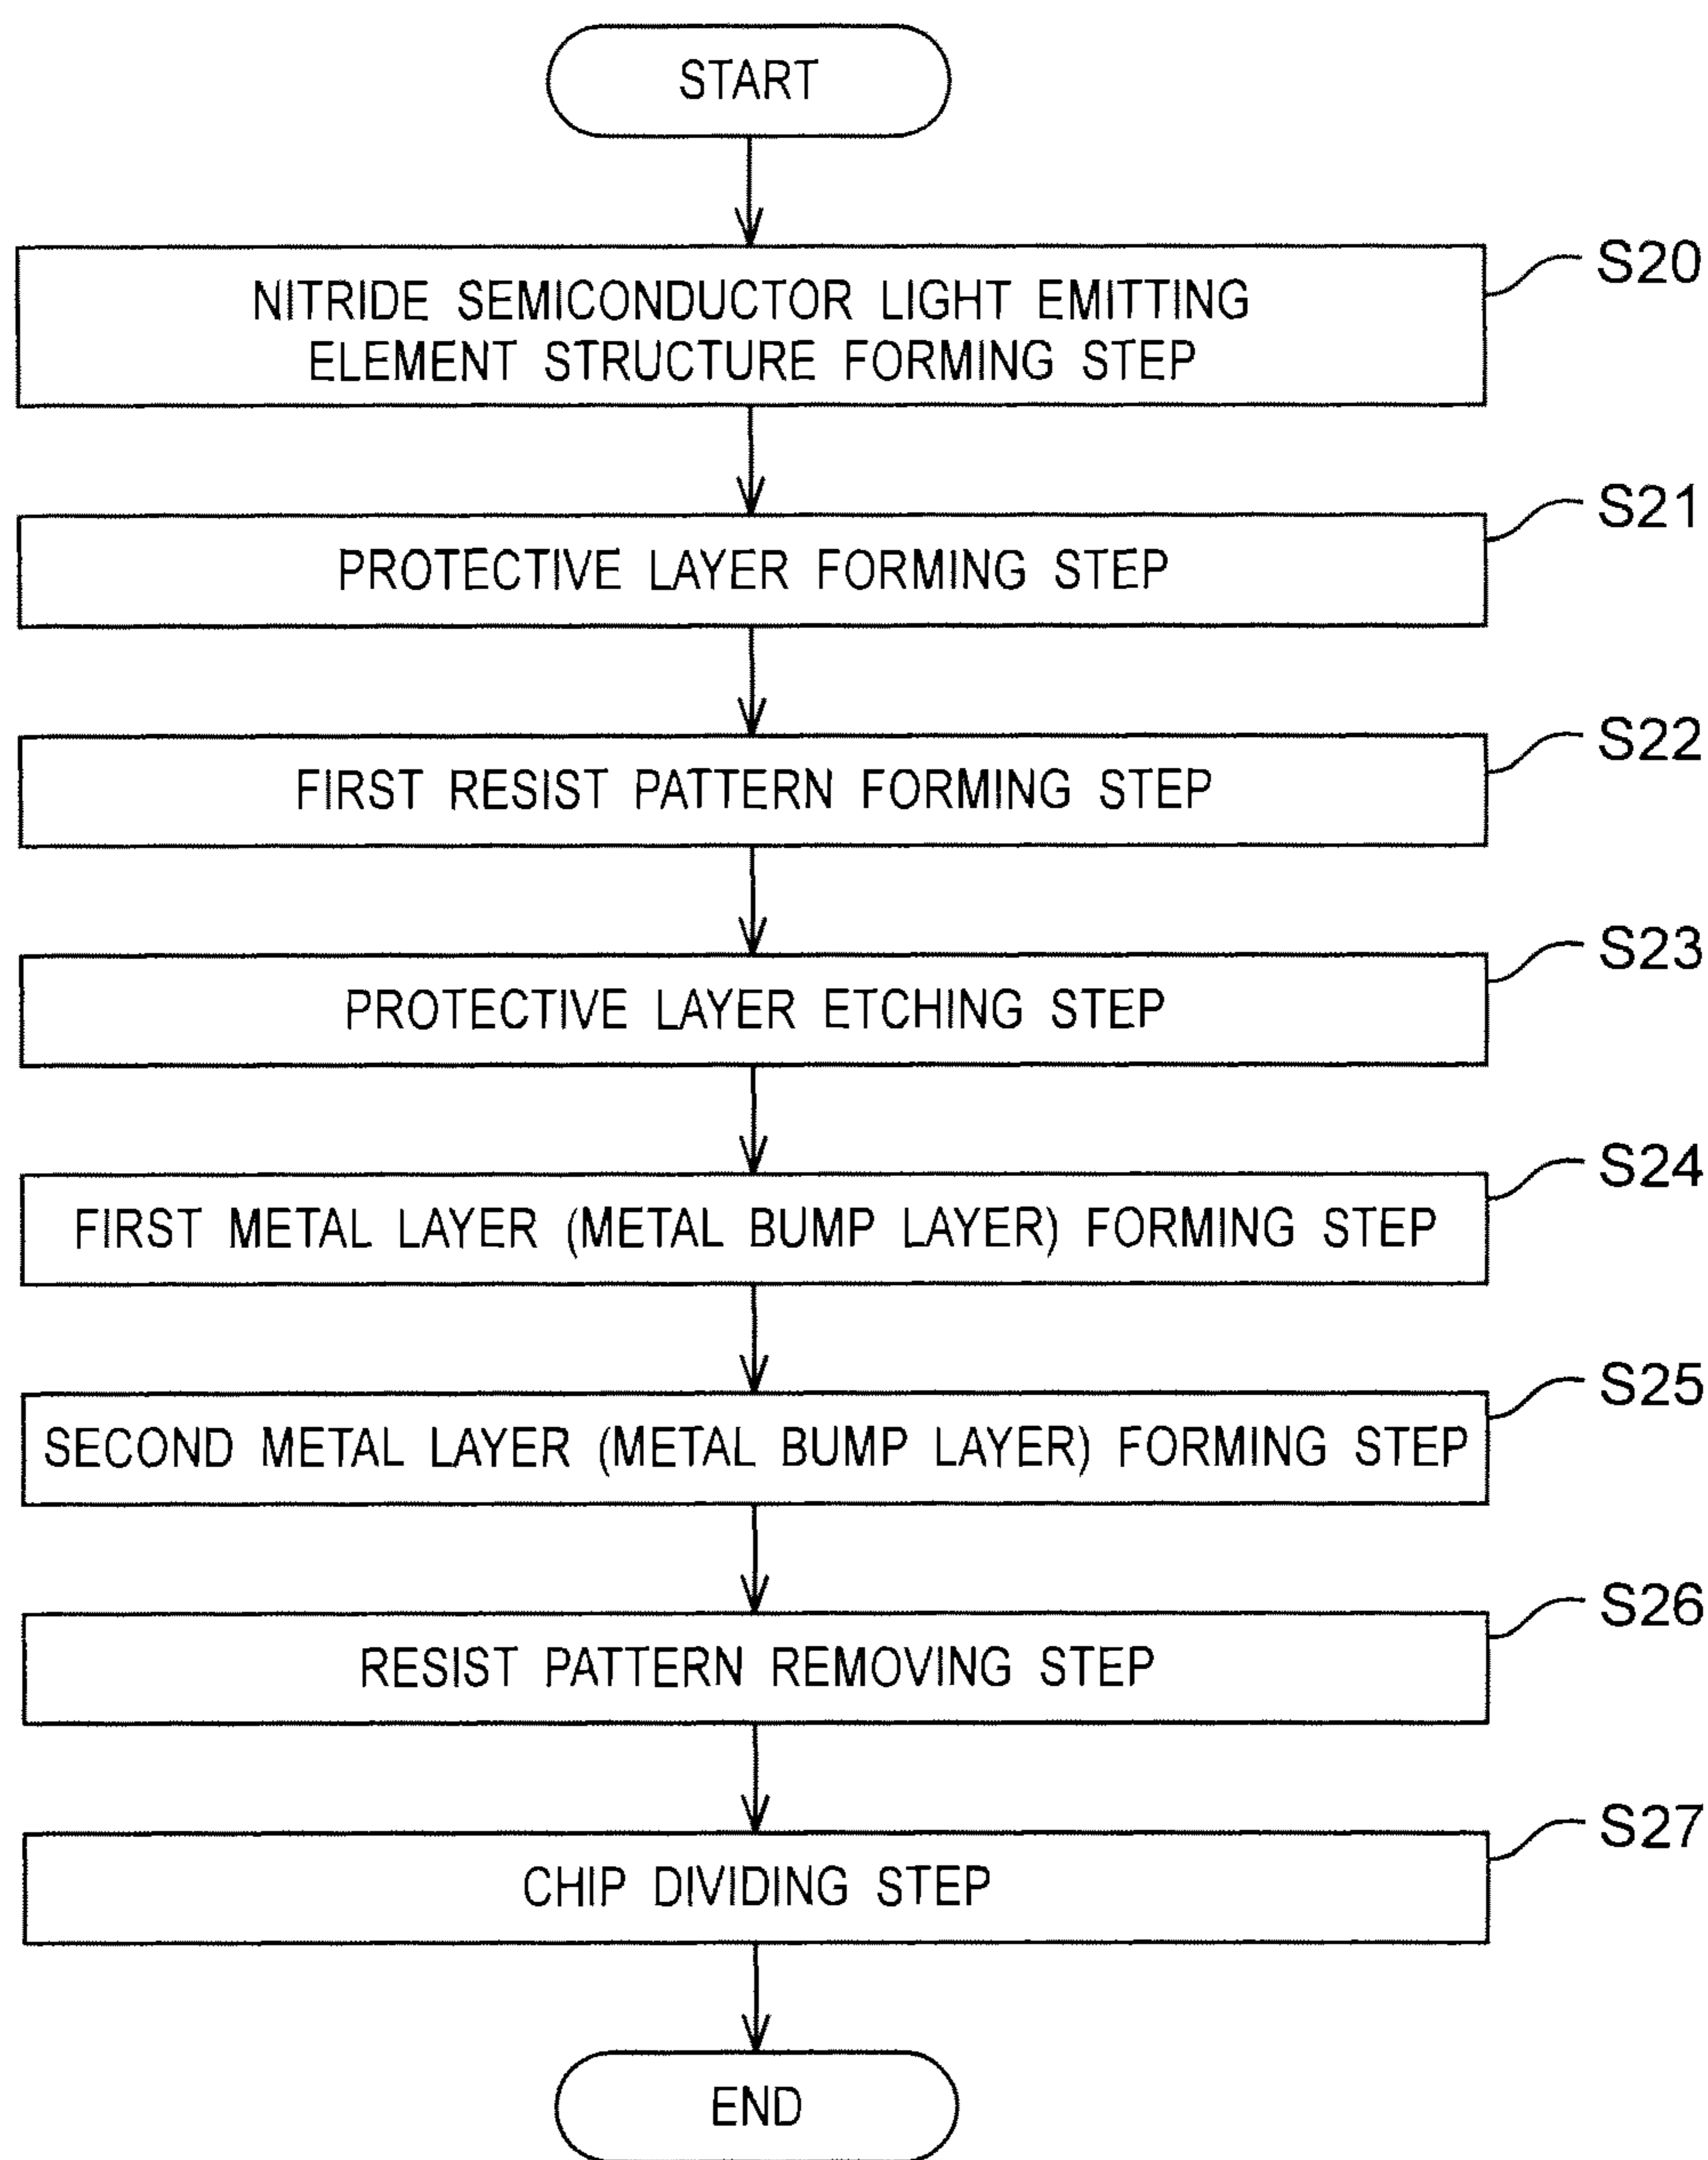 START
S20
NITRIDE SEMICONDUCTOR LIGHT EMITTING
ELEMENT STRUCTURE FORMING STEP
S21
PROTECTIVE LAYER FORMING STEP
S22
FIRST RESIST PATTERN FORMING STEP
S23
PROTECTIVE LAYER ETCHING STEP
S24
FIRST METAL LAYER (METAL BUMP LAYER) FORMING STEP
S25
SECOND METAL LAYER (METAL BUMP LAYER) FORMING STEP
S26
RESIST PATTERN REMOVING STEP
S27
CHIP DIVIDING STEP
END